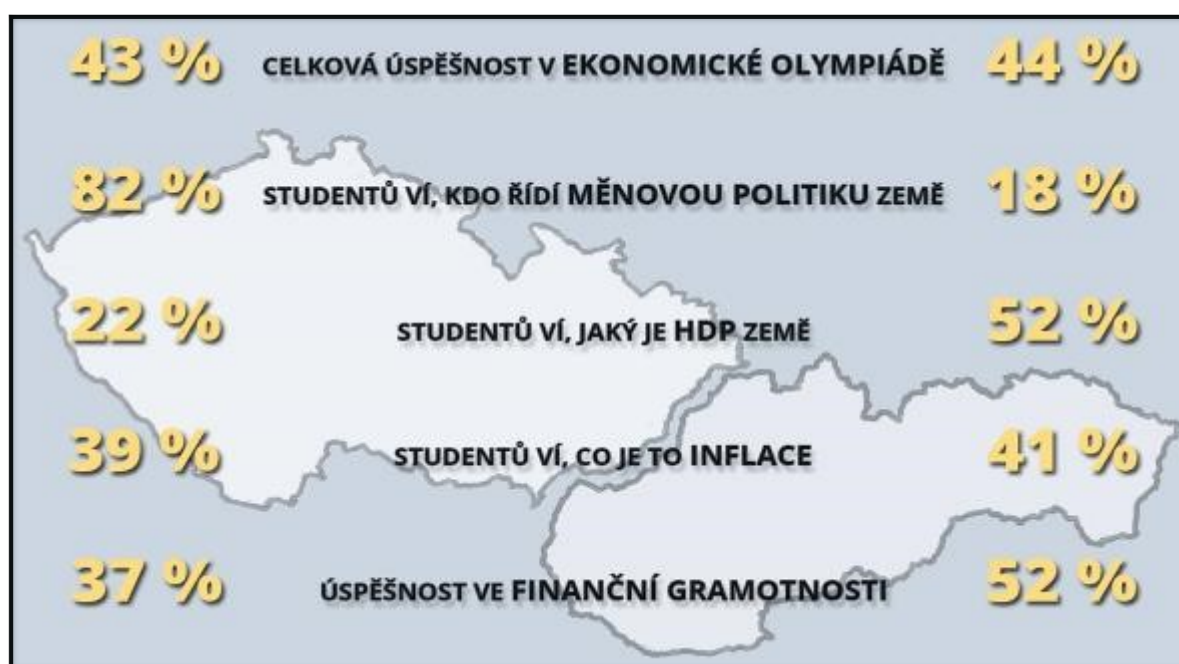 43 % CELKOVÁ ÚSPĚŠNOST V EKONOMICKÉ OLYMPIÁDĚ 44 %
82 % STUDENTŮ VÍ, KDO ŘÍDÍ MĚNOVOU POLITIKU ZEMĚ 18 %
22 % STUDENTŮ VÍ, JAKÝ JE HDP ZEMĚ 52 %
39 % STUDENTŮ VÍ, CO JE TO INFLACE 41 %
37 % ÚSPĚŠNOST VE FINANČNÍ GRAMOTNOSTI 52 %